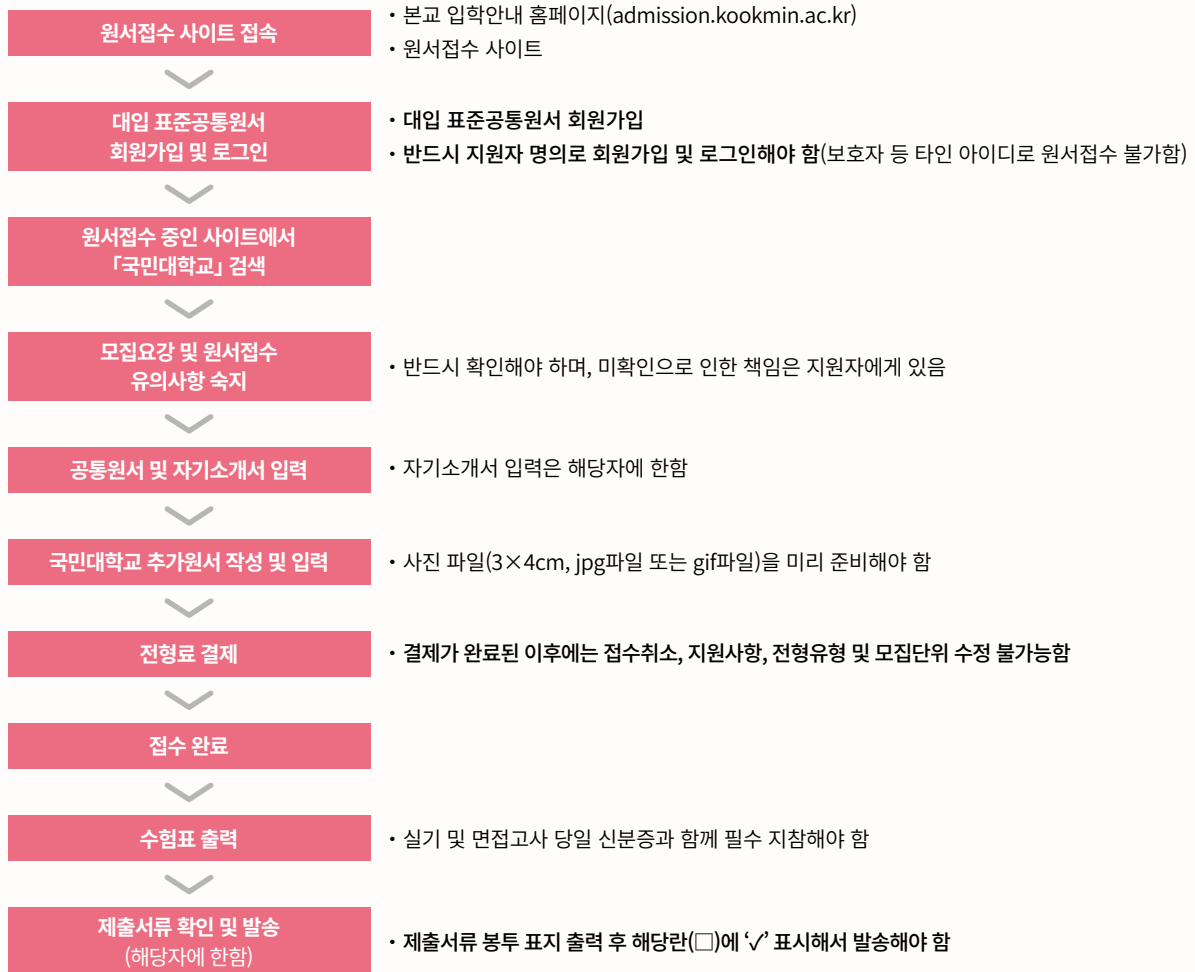 원서접수 사이트 접속
・본교 입학안내 홈페이지(admission.kookmin.ac.kr)
・원서접수 사이트
대입 표준공통원서
회원가입 및 로그인
・대입 표준공통원서 회원가입
・반드시 지원자 명의로 회원가입 및 로그인해야 함(보호자 등 타인 아이디로 원서접수 불가함)
원서접수 중인 사이트에서
「국민대학교」 검색
모집요강 및 원서접수
유의사항 숙지
・반드시 확인해야 하며, 미확인으로 인한 책임은 지원자에게 있음
공통원서 및 자기소개서 입력
・자기소개서 입력은 해당자에 한함
국민대학교 추가원서 작성 및 입력
・사진 파일(3×4cm, jpg파일 또는 gif파일)을 미리 준비해야 함
전형료 결제
・결제가 완료된 이후에는 접수취소, 지원사항, 전형유형 및 모집단위 수정 불가능함
접수 완료
수험표 출력
・실기 및 면접고사 당일 신분증과 함께 필수 지참해야 함
제출서류 확인 및 발송
(해당자에 한함)
・제출서류 봉투 표지 출력 후 해당란(□)에 ‘✓’ 표시해서 발송해야 함